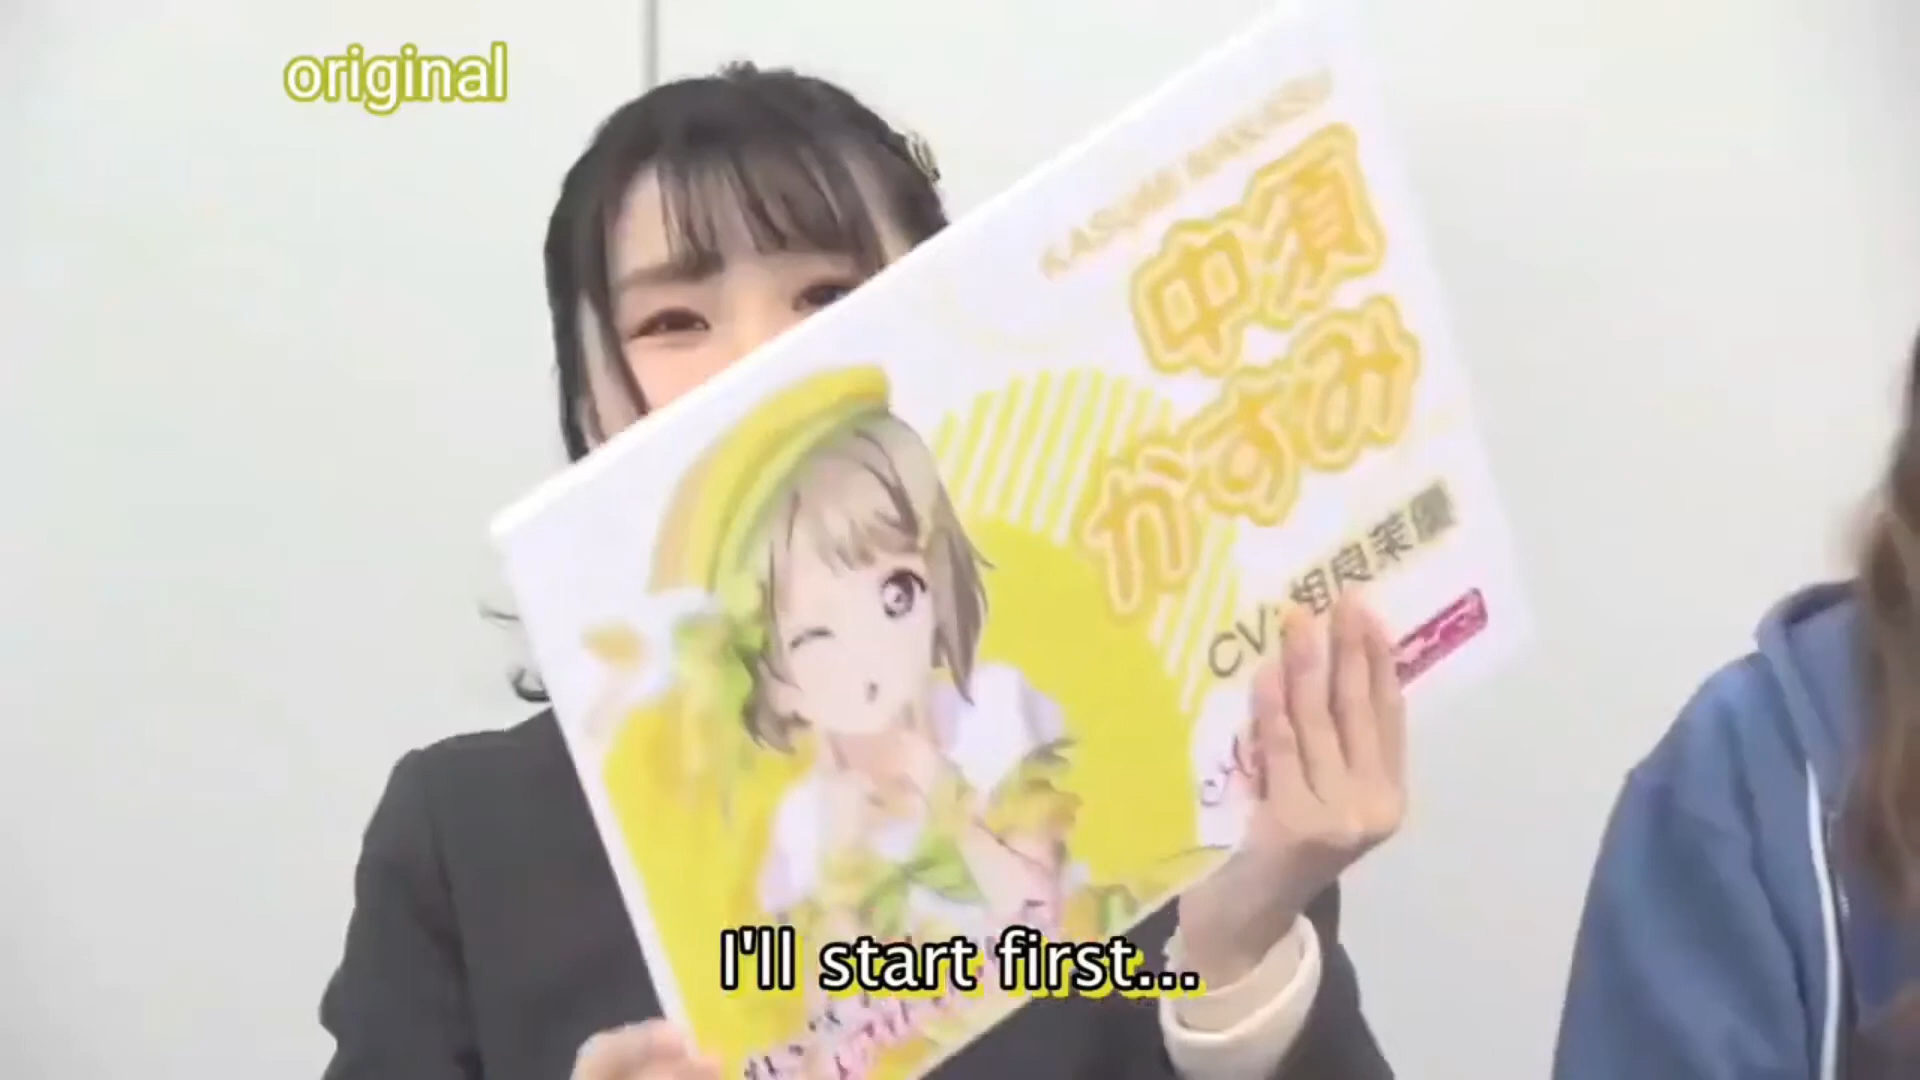 original
KASUMI NAKASU
中須
かすみ
CV: 相良茉優
I'll start first...